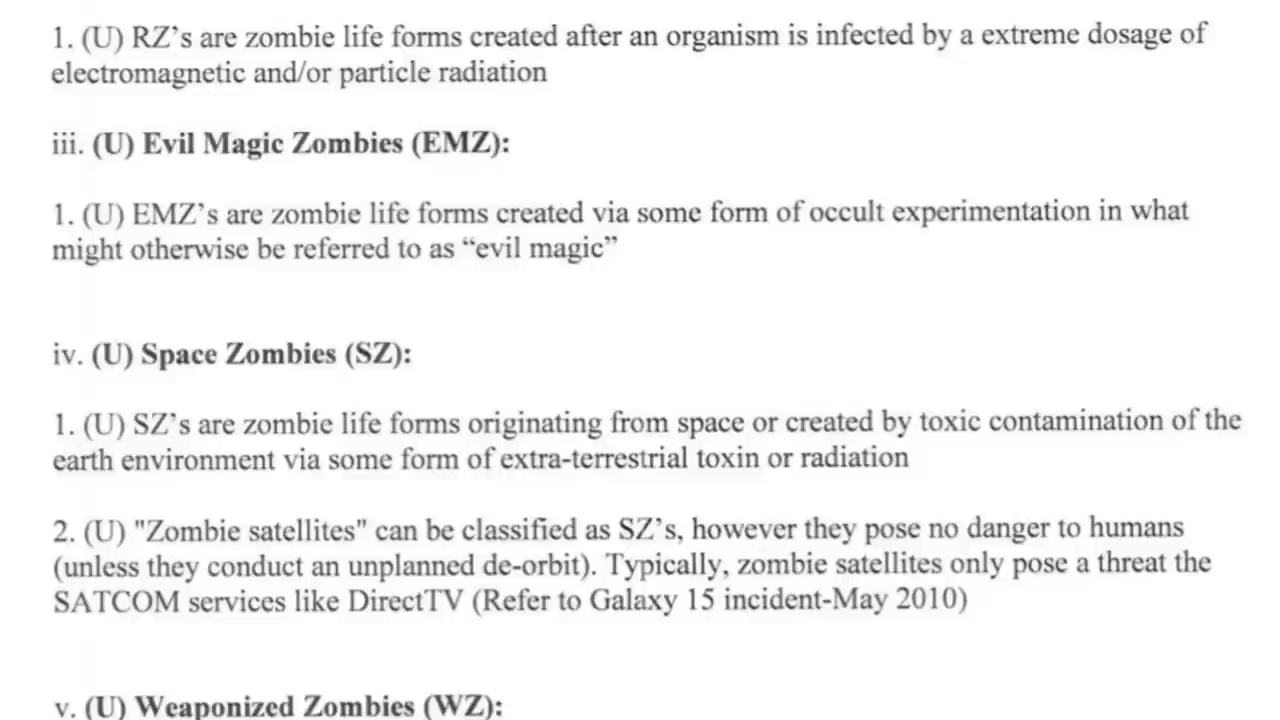 1. (U) RZ’s are zombie life forms created after an organism is infected by a extreme dosage of
electromagnetic and/or particle radiation
iii. (U) Evil Magic Zombies (EMZ):
1. (U) EMZ’s are zombie life forms created via some form of occult experimentation in what
might otherwise be referred to as “evil magic”
iv. (U) Space Zombies (SZ):
1. (U) SZ’s are zombie life forms originating from space or created by toxic contamination of the
earth environment via some form of extra-terrestrial toxin or radiation
2. (U) "Zombie satellites" can be classified as SZ’s, however they pose no danger to humans
(unless they conduct an unplanned de-orbit). Typically, zombie satellites only pose a threat the
SATCOM services like DirectTV (Refer to Galaxy 15 incident-May 2010)
v. (U) Weaponized Zombies (WZ):